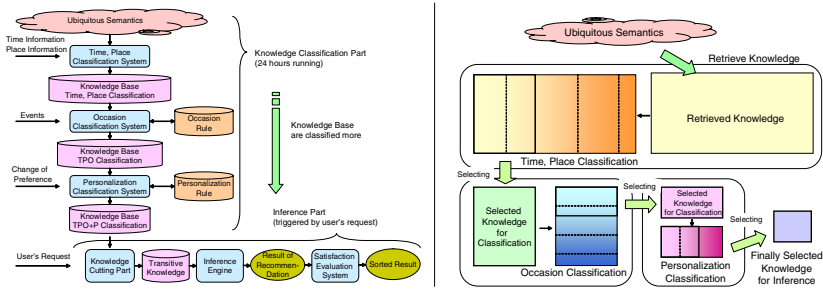 Ubiquitous Semantics
Time Information
Place Information
Time, Place
Classification System
Knowledge Base
Time, Place Classification
Events
Occasion
Classification System
Occasion
Rule
Knowledge Base
TPO Classification
Change of
Preference
Personalization
Classification System
Personalization
Rule
Knowledge Base
TPO+P Classification
Knowledge Classification Part
(24 hours running)
Knowledge Base
are classified more
Inference Part
(triggered by user's request)
User's Request
Knowledge
Cutting Part
Transitive
Knowledge
Inference
Engine
Result of
Recommen-
Dation
Satisfaction
Evaluation
System
Sorted Result
Ubiquitous Semantics
Retrieve Knowledge
Retrieved Knowledge
Time, Place Classification
Selecting
Selected
Knowledge
for
Classification
Occasion Classification
Selecting
Selected
Knowledge
for Classification
Personalization
Classification
Selecting
Finally Selected
Knowledge
for Inference